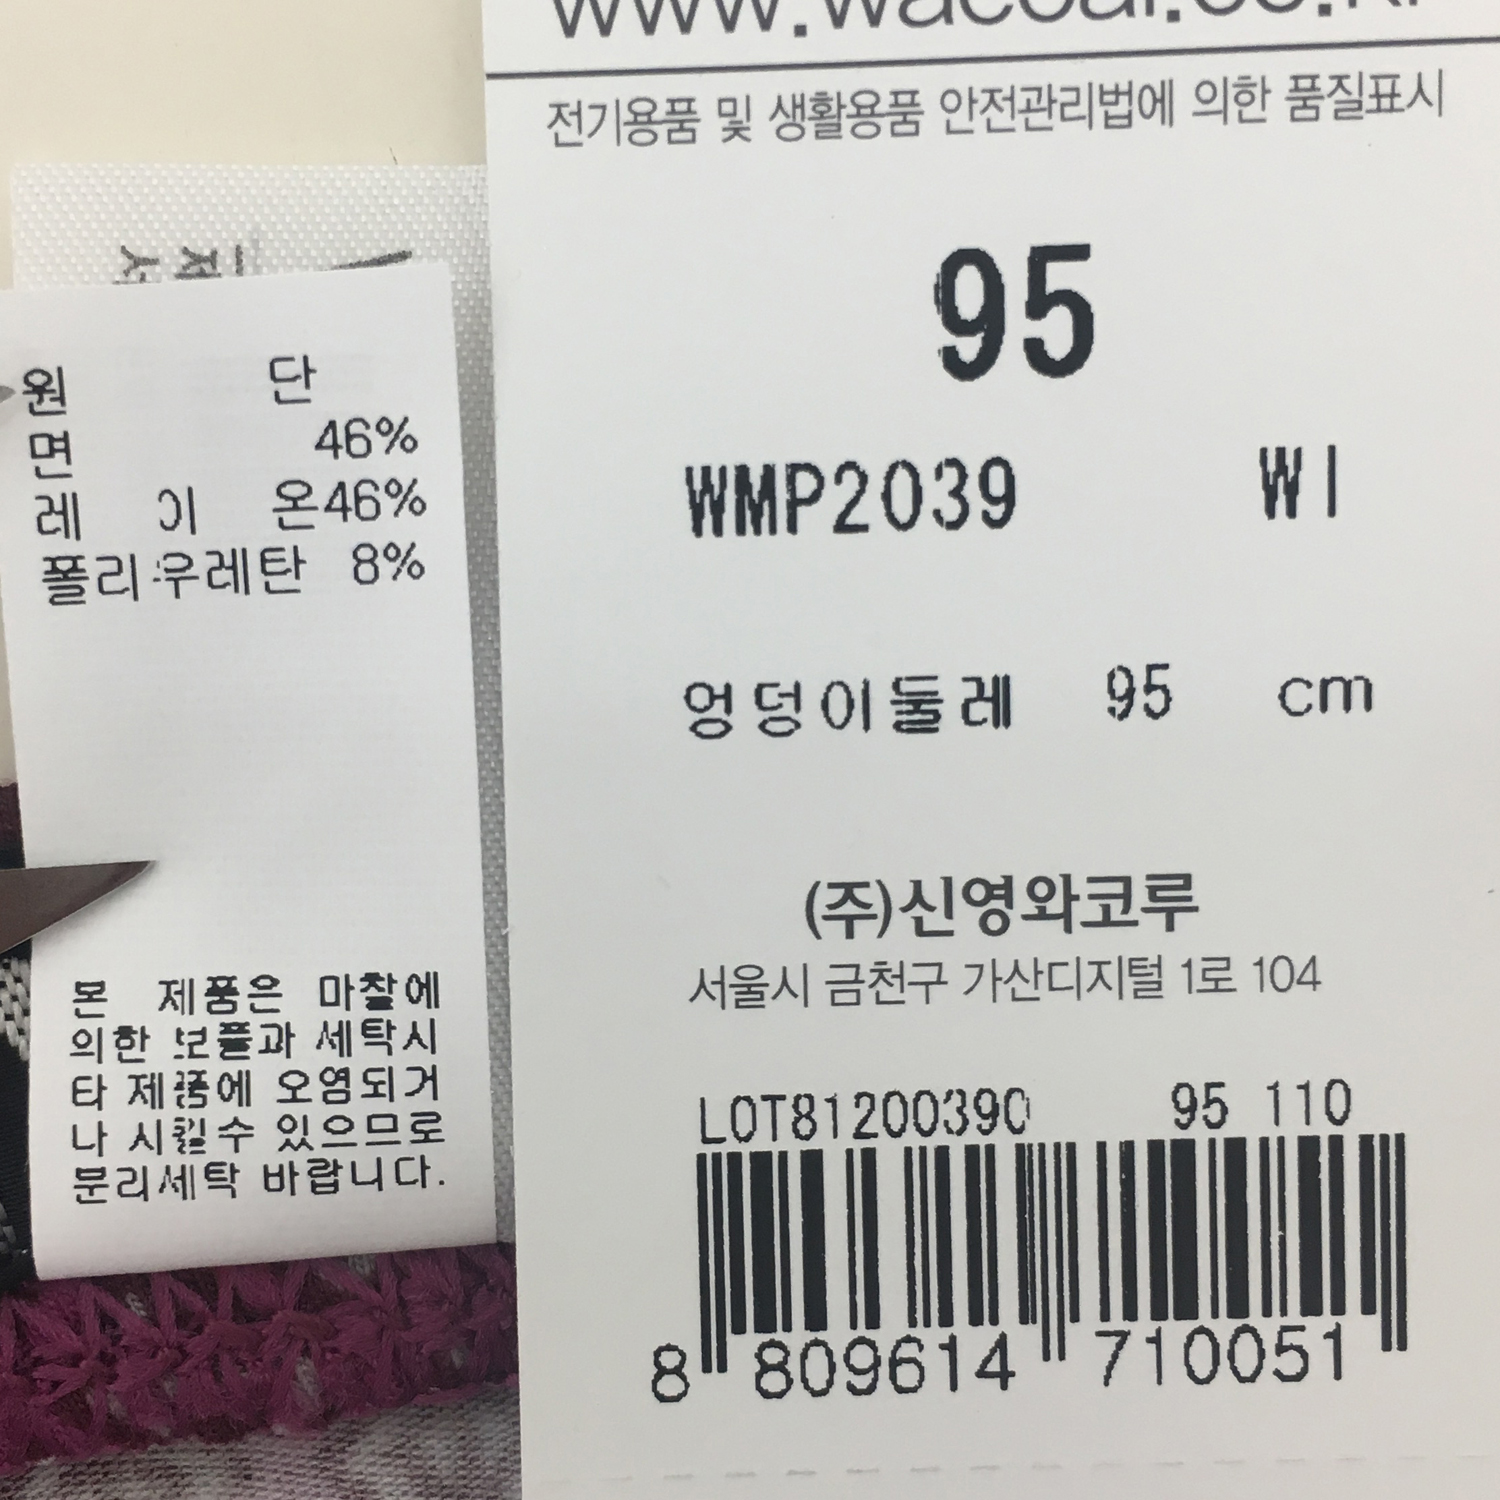 www.wacoal.co.kr
전기용품 및 생활용품 안전관리법에 의한 품질표시
95
WMP2039 WI
엉덩이둘레 95 cm
(주)신영와코루
서울시 금천구 가산디지털 1로 104
LOT81200390 95 110
8 809614 710051
원 단
면 46%
레 이 온46%
폴리우레탄 8%
본 제품은 마찰에
의한 보풀과 세탁시
타 제품에 오염되거
나 시킬수 있으므로
분리세탁 바랍니다.